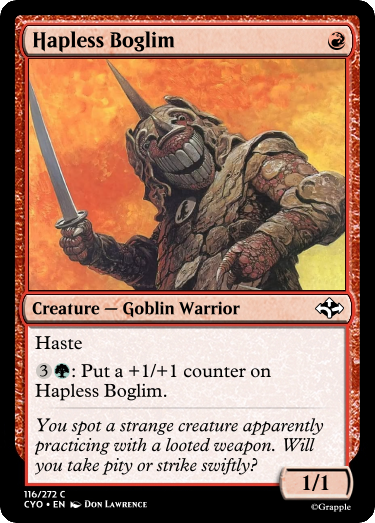 Hapless Boglim
Creature — Goblin Warrior
Haste
3 : Put a +1/+1 counter on
Hapless Boglim.
You spot a strange creature apparently
practicing with a looted weapon. Will
you take pity or strike swiftly?
1/1
116/272 C
CYO • EN Don Lawrence
©Grapple